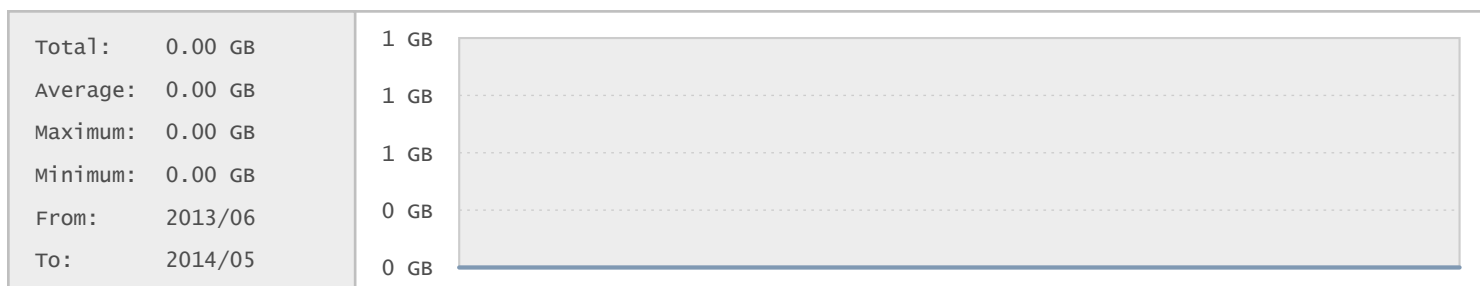 Total: 0.00 GB
Average: 0.00 GB
Maximum: 0.00 GB
Minimum: 0.00 GB
From: 2013/06
To: 2014/05
1 GB
1 GB
1 GB
0 GB
0 GB